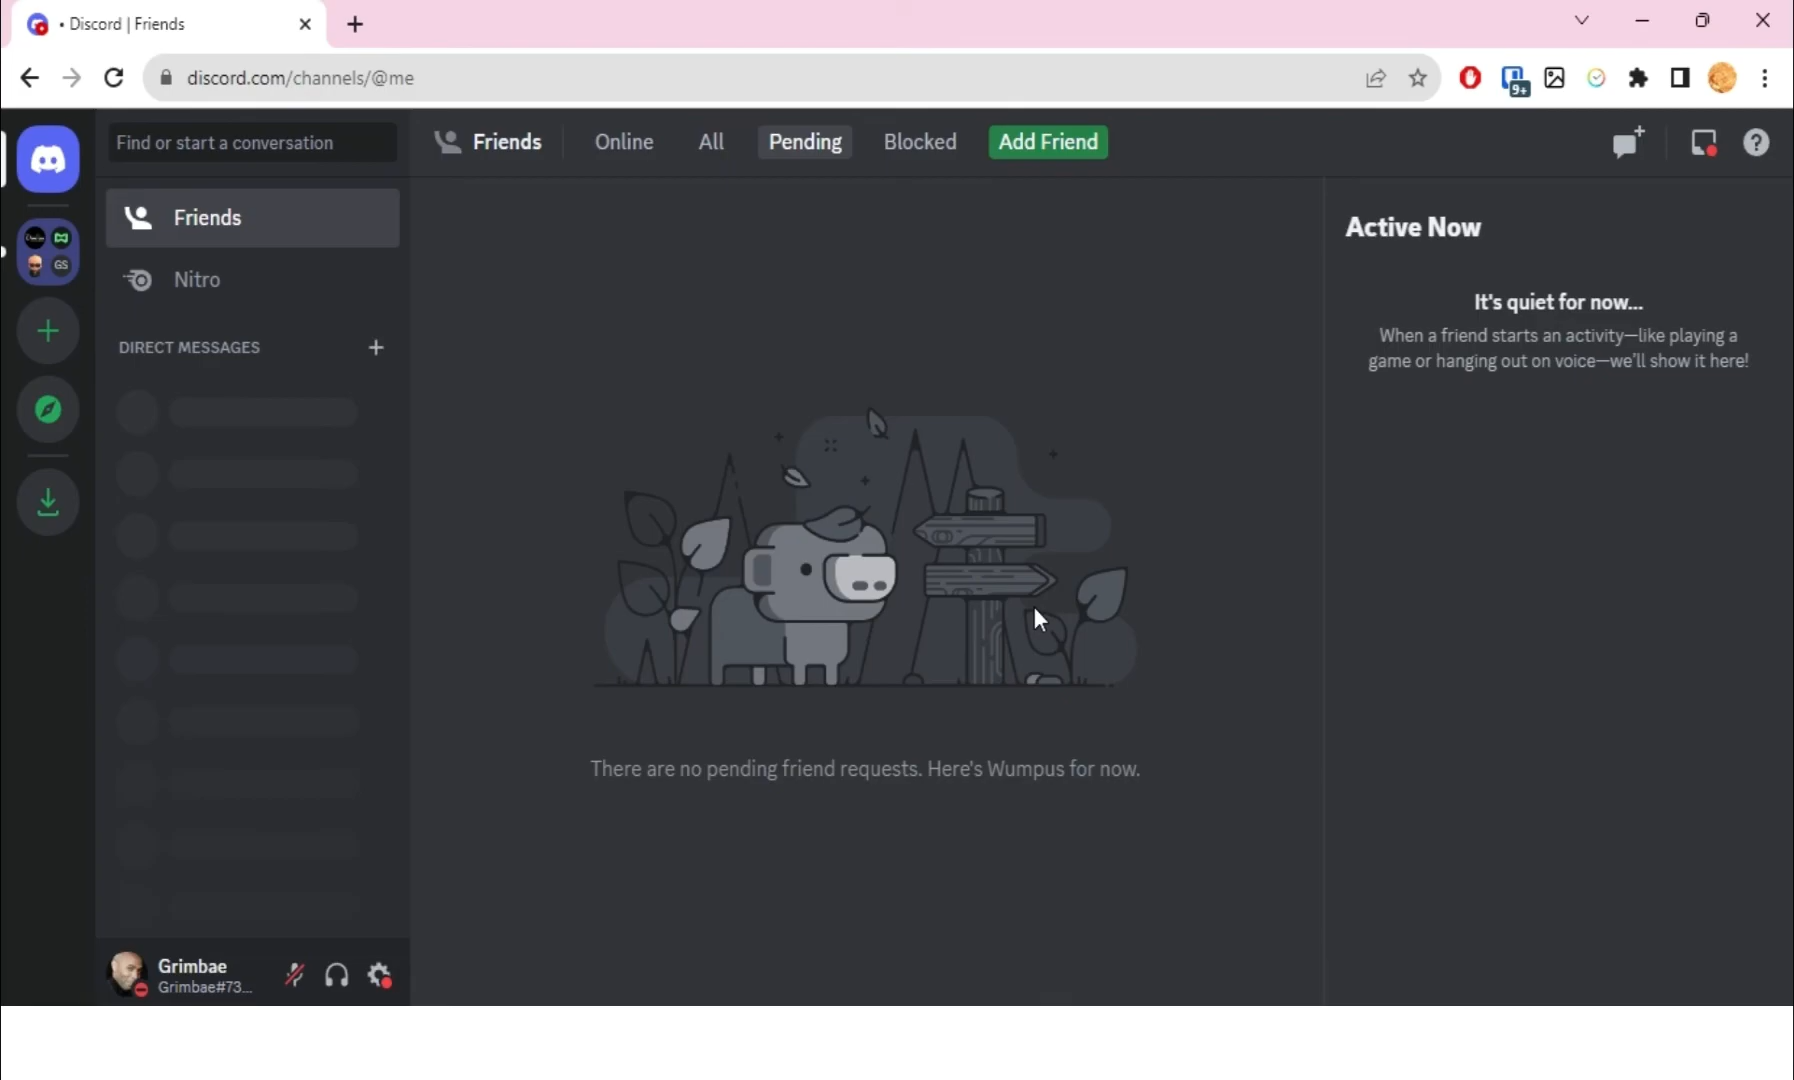 • Discord | Friends
discord.com/channels/@me
9+
Find or start a conversation
Friends
Online
All
Pending
Blocked
Add Friend
Friends
Nitro
GS
DIRECT MESSAGES
Active Now
It's quiet for now...
When a friend starts an activity—like playing a
game or hanging out on voice—we'll show it here!
There are no pending friend requests. Here's Wumpus for now.
Grimbae
Grimbae#73...